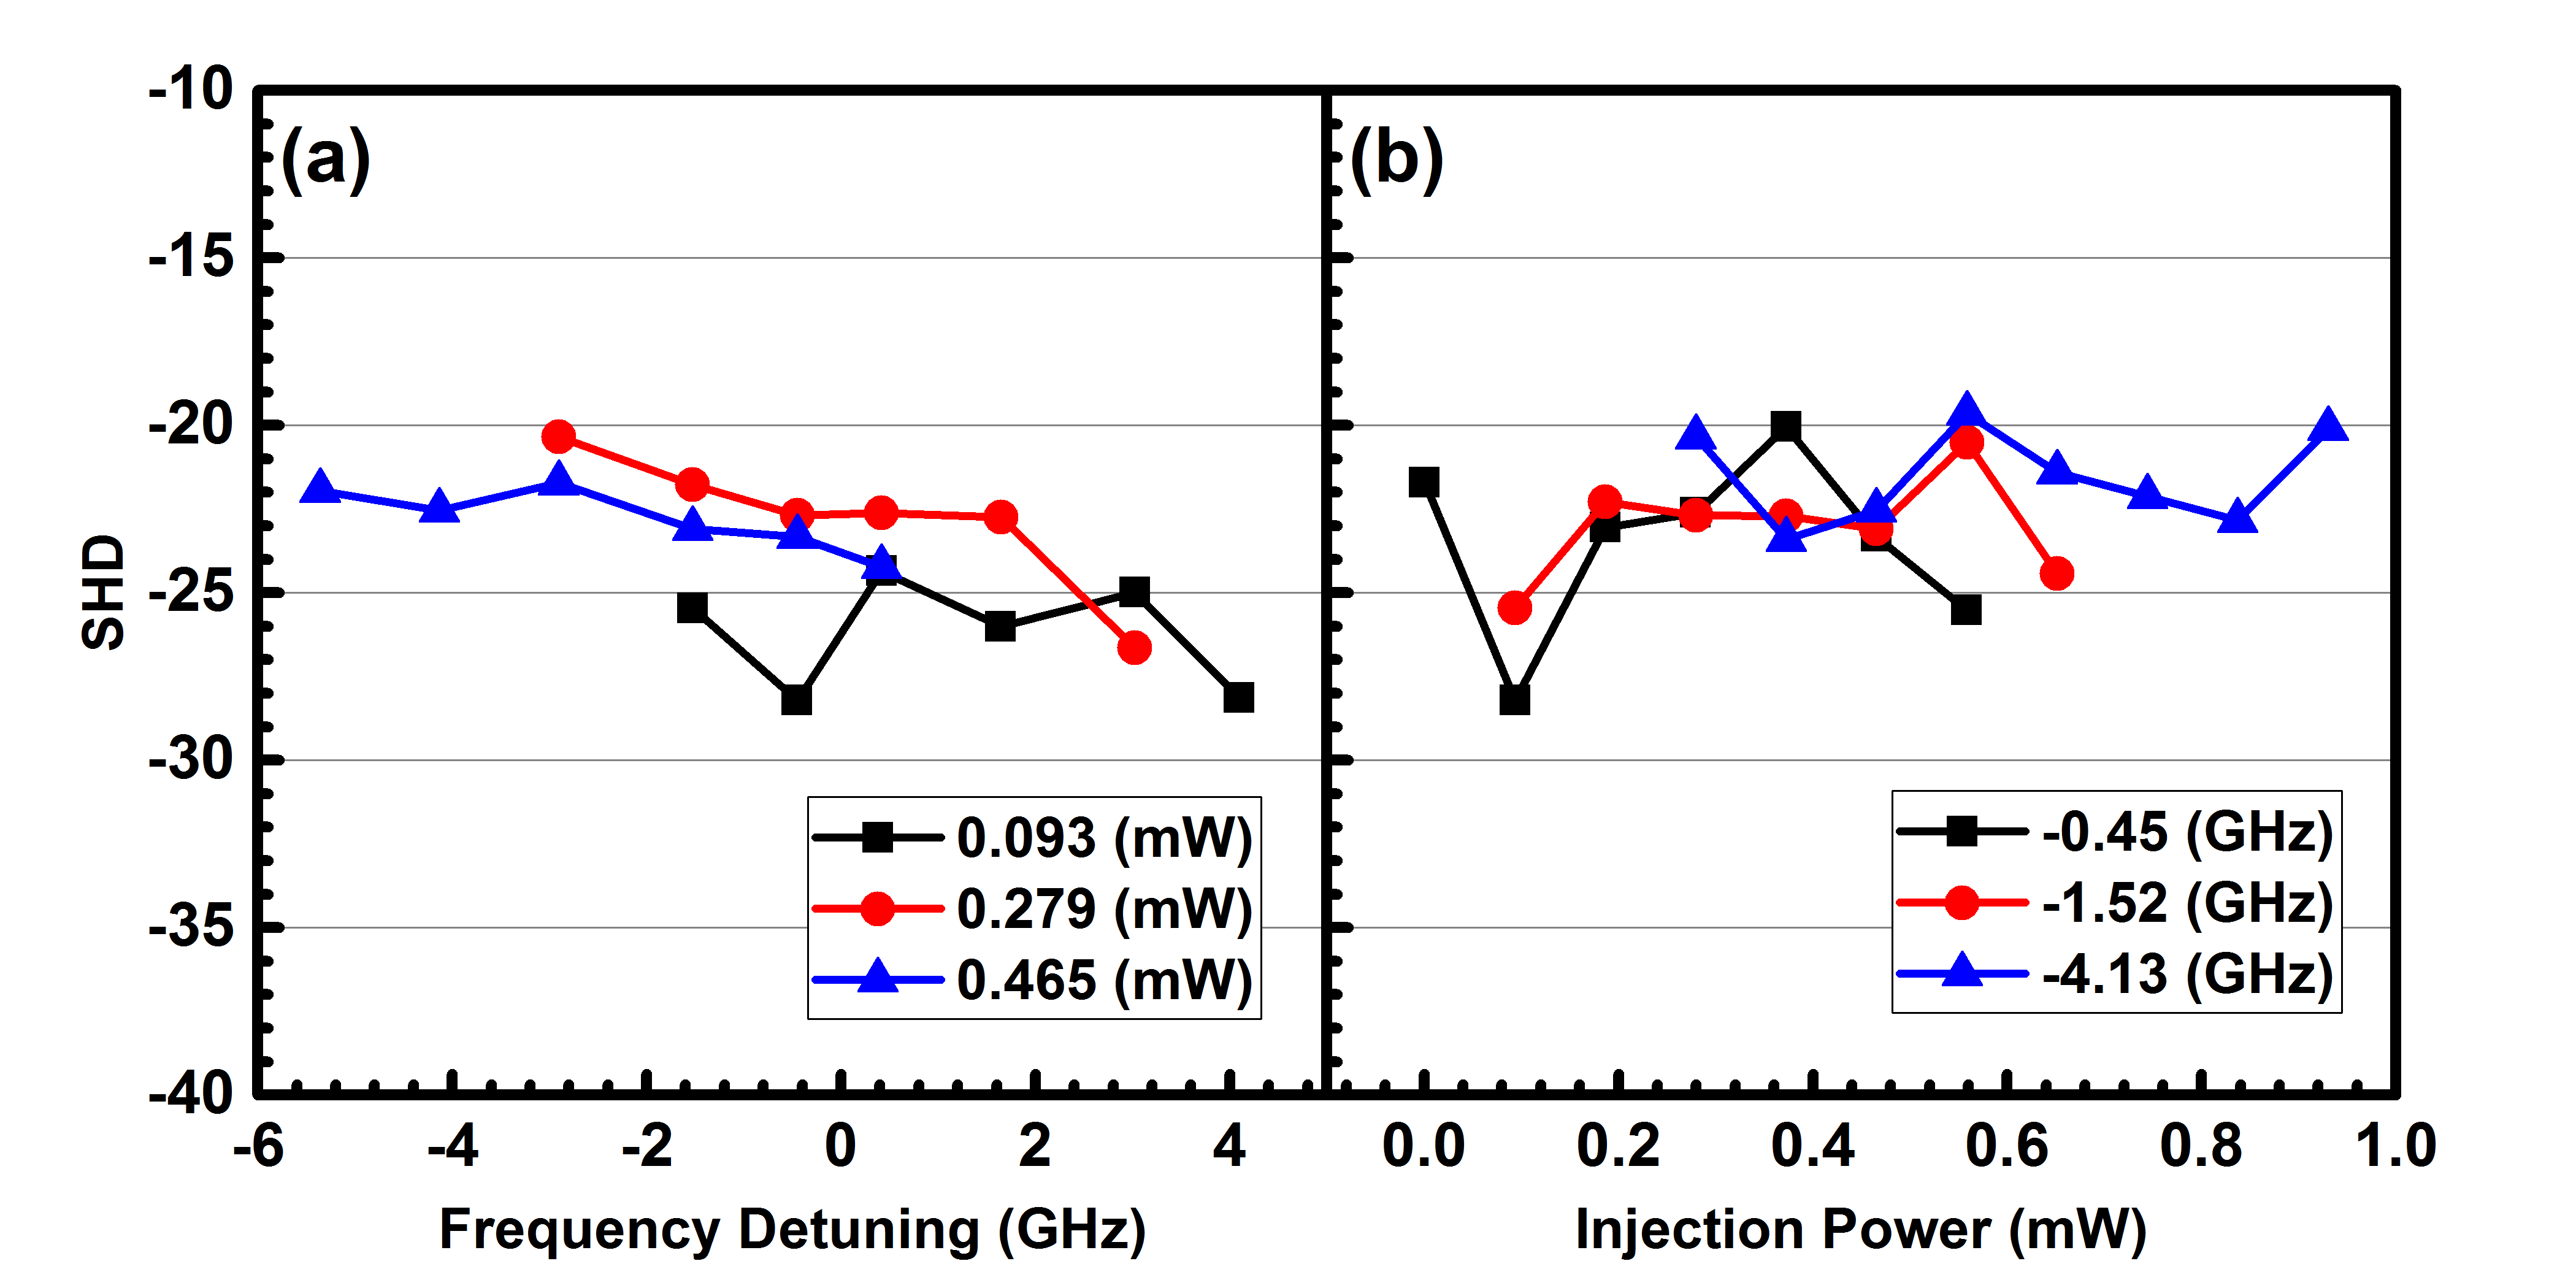 -10
-15
-20
-25
-30
-35
-40
SHD
(a)
0.093 (mW)
0.279 (mW)
0.465 (mW)
-6 -4 -2 0 2 4
Frequency Detuning (GHz)
(b)
-0.45 (GHz)
-1.52 (GHz)
-4.13 (GHz)
0.0 0.2 0.4 0.6 0.8 1.0
Injection Power (mW)